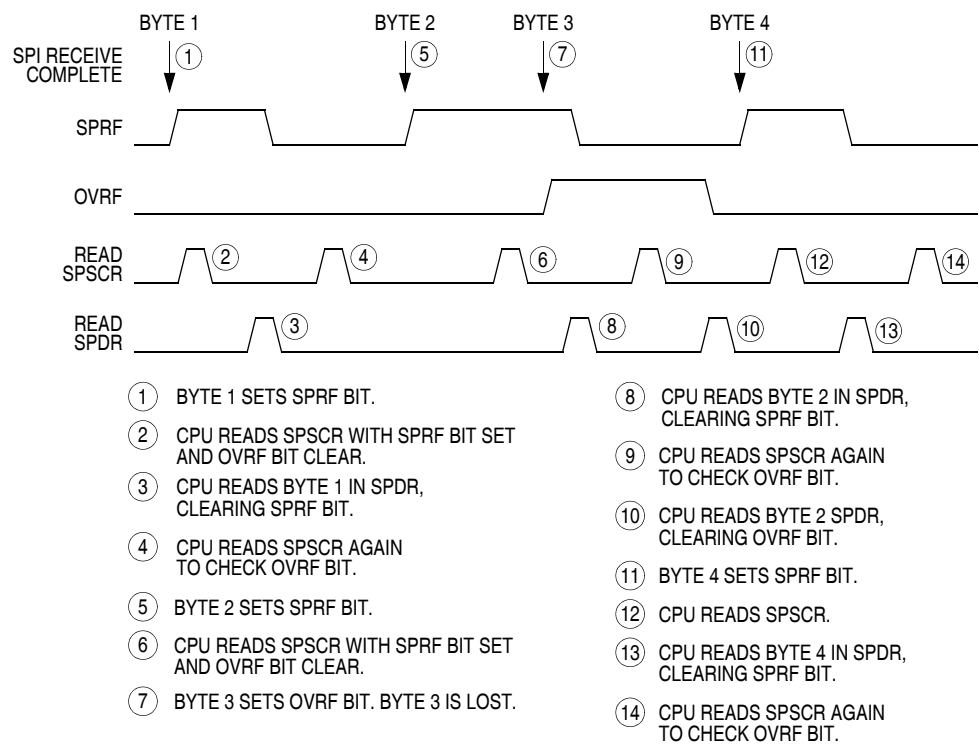 BYTE 1 BYTE 2 BYTE 3 BYTE 4
SPI RECEIVE
COMPLETE
1 5 7 11
SPRF
OVRF
READ
SPSCR
2 4 6 9 12 14
READ
SPDR
3 8 10 13
1 BYTE 1 SETS SPRF BIT.
2 CPU READS SPSCR WITH SPRF BIT SET
AND OVRF BIT CLEAR.
3 CPU READS BYTE 1 IN SPDR,
CLEARING SPRF BIT.
4 CPU READS SPSCR AGAIN
TO CHECK OVRF BIT.
5 BYTE 2 SETS SPRF BIT.
6 CPU READS SPSCR WITH SPRF BIT SET
AND OVRF BIT CLEAR.
7 BYTE 3 SETS OVRF BIT. BYTE 3 IS LOST.
8 CPU READS BYTE 2 IN SPDR,
CLEARING SPRF BIT.
9 CPU READS SPSCR AGAIN
TO CHECK OVRF BIT.
10 CPU READS BYTE 2 SPDR,
CLEARING OVRF BIT.
11 BYTE 4 SETS SPRF BIT.
12 CPU READS SPSCR.
13 CPU READS BYTE 4 IN SPDR,
CLEARING SPRF BIT.
14 CPU READS SPSCR AGAIN
TO CHECK OVRF BIT.